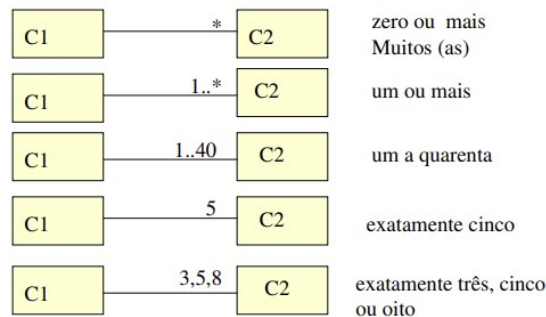 C1 * C2 zero ou mais
Muitos (as)
C1 1..* C2 um ou mais
C1 1..40 C2 um a quarenta
C1 5 C2 exatamente cinco
C1 3,5,8 C2 exatamente três, cinco
ou oito